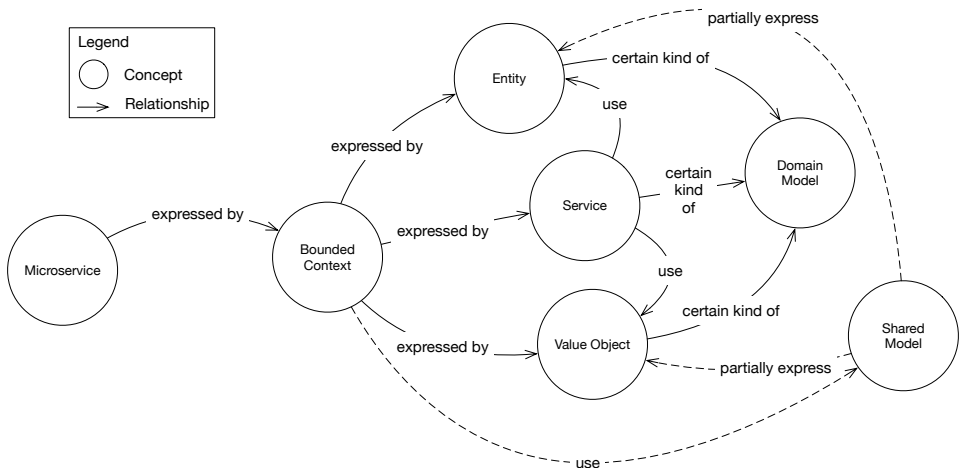 partially express
Legend
Concept
Relationship
Entity
certain kind of
use
expressed by
Domain
Model
certain
kind
of
Service
expressed by
expressed by
Microservice
Bounded
Context
use
certain kind of
Shared
Model
Value Object
expressed by
partially express
use